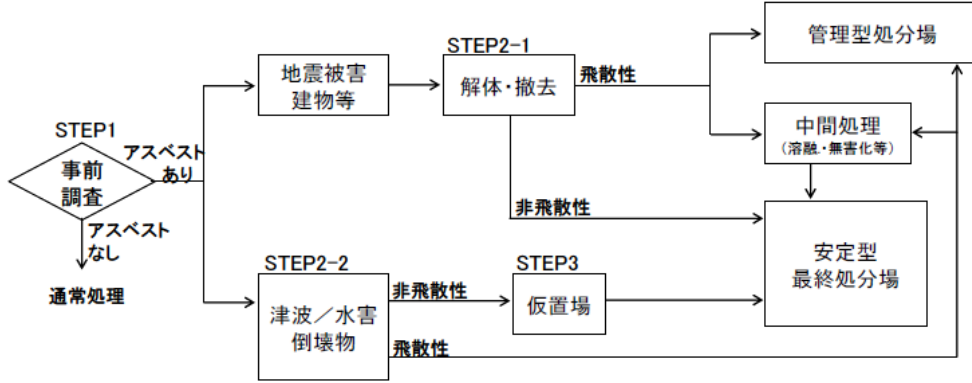 STEP1
事前
調査
アスベスト
あり
アスベスト
なし
通常処理
地震被害
建物等
STEP2-1
解体・撤去
飛散性
非飛散性
管理型処分場
中間処理
(溶融・無害化等)
安定型
最終処分場
STEP2-2
津波／水害
倒壊物
非飛散性
飛散性
STEP3
仮置場